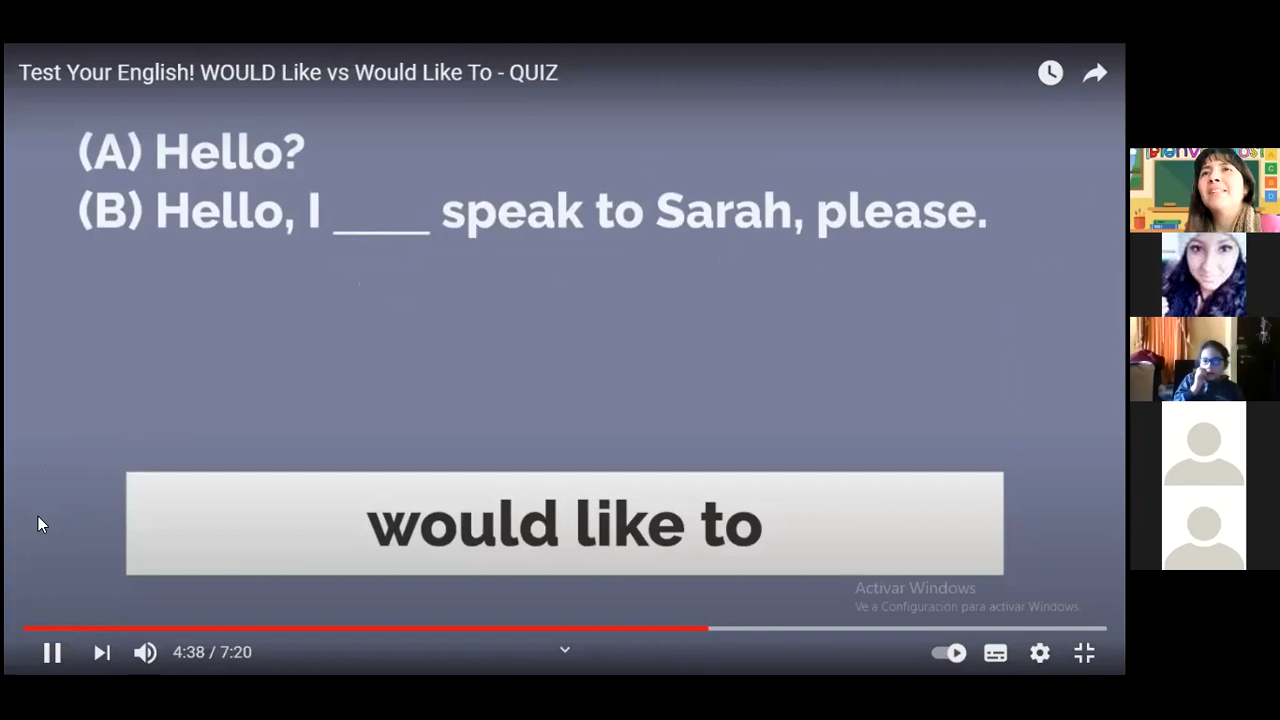 Test Your English! WOULD Like vs Would Like To - QUIZ
(A) Hello?
(B) Hello, I ____ speak to Sarah, please.
would like to
Activar Windows
Ve a Configuración para activar Windows.
4:38 / 7:20